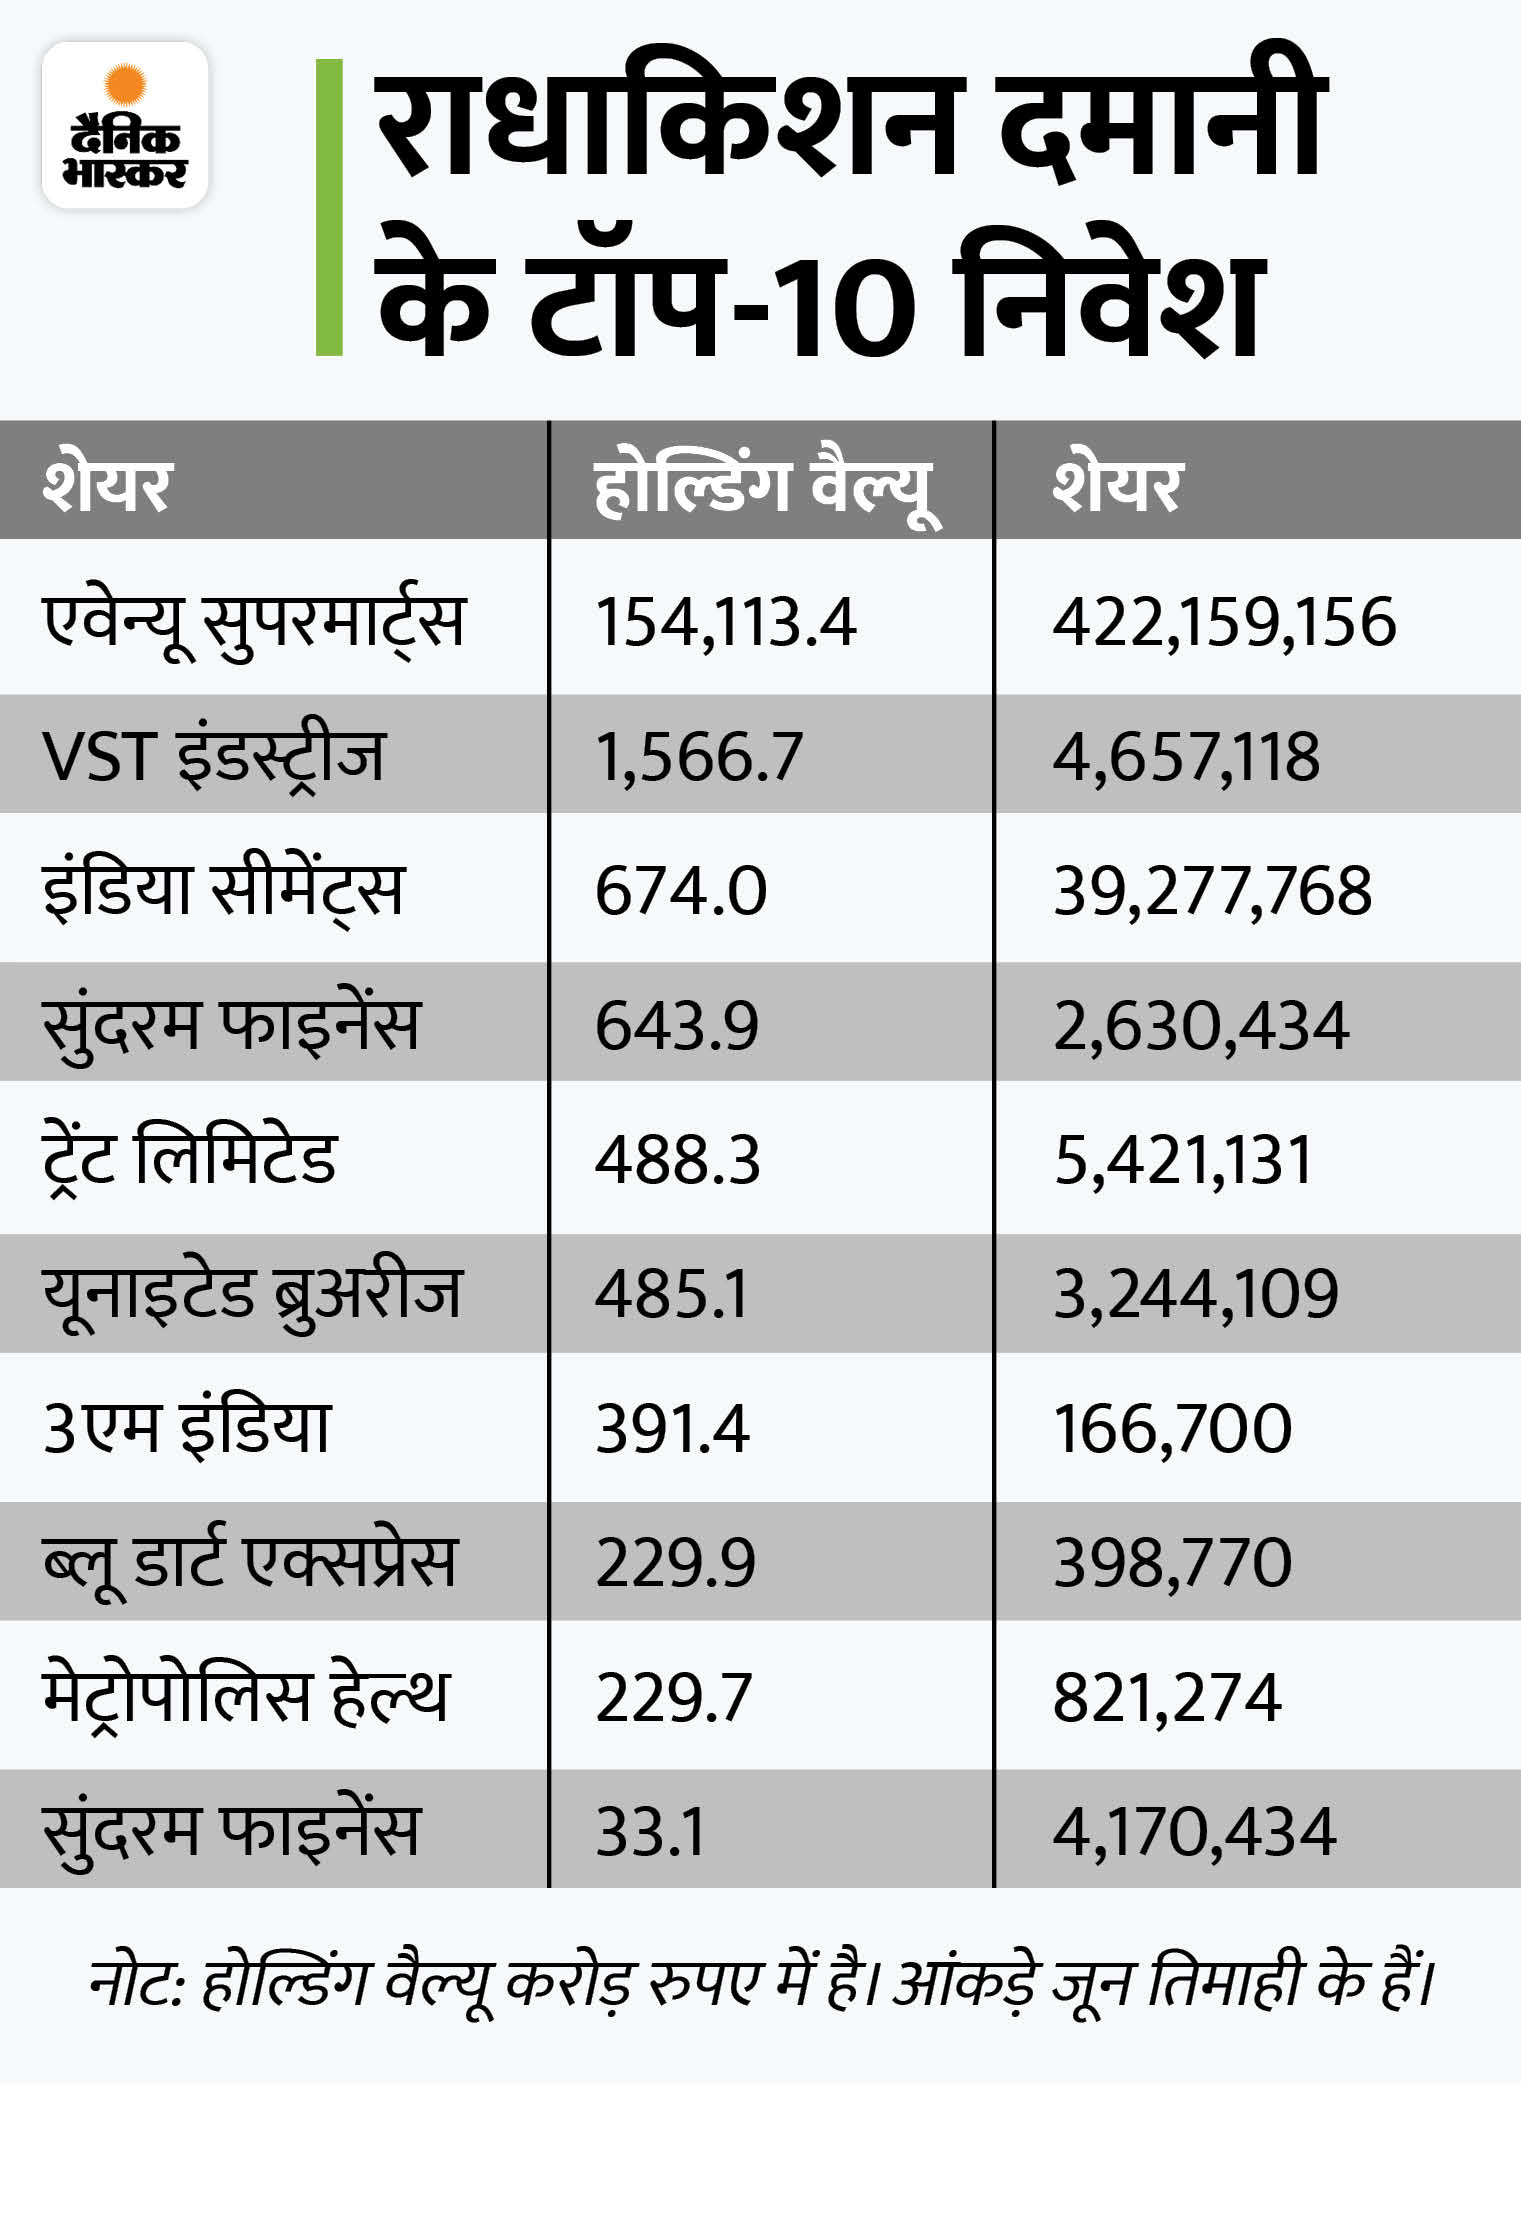 दैनिक
भास्कर
राधाकिशन दमानी
के टॉप-10 निवेश
शेयर होल्डिंग वैल्यू शेयर
एवेन्यू सुपरमार्ट्स 154,113.4 422,159,156
VST इंडस्ट्रीज 1,566.7 4,657,118
इंडिया सीमेंट्स 674.0 39,277,768
सुंदरम फाइनेंस 643.9 2,630,434
ट्रेंट लिमिटेड 488.3 5,421,131
यूनाइटेड ब्रुअरीज 485.1 3,244,109
3एम इंडिया 391.4 166,700
ब्लू डार्ट एक्सप्रेस 229.9 398,770
मेट्रोपोलिस हेल्थ 229.7 821,274
सुंदरम फाइनेंस 33.1 4,170,434
नोट: होल्डिंग वैल्यू करोड़ रुपए में है। आंकड़े जून तिमाही के हैं।